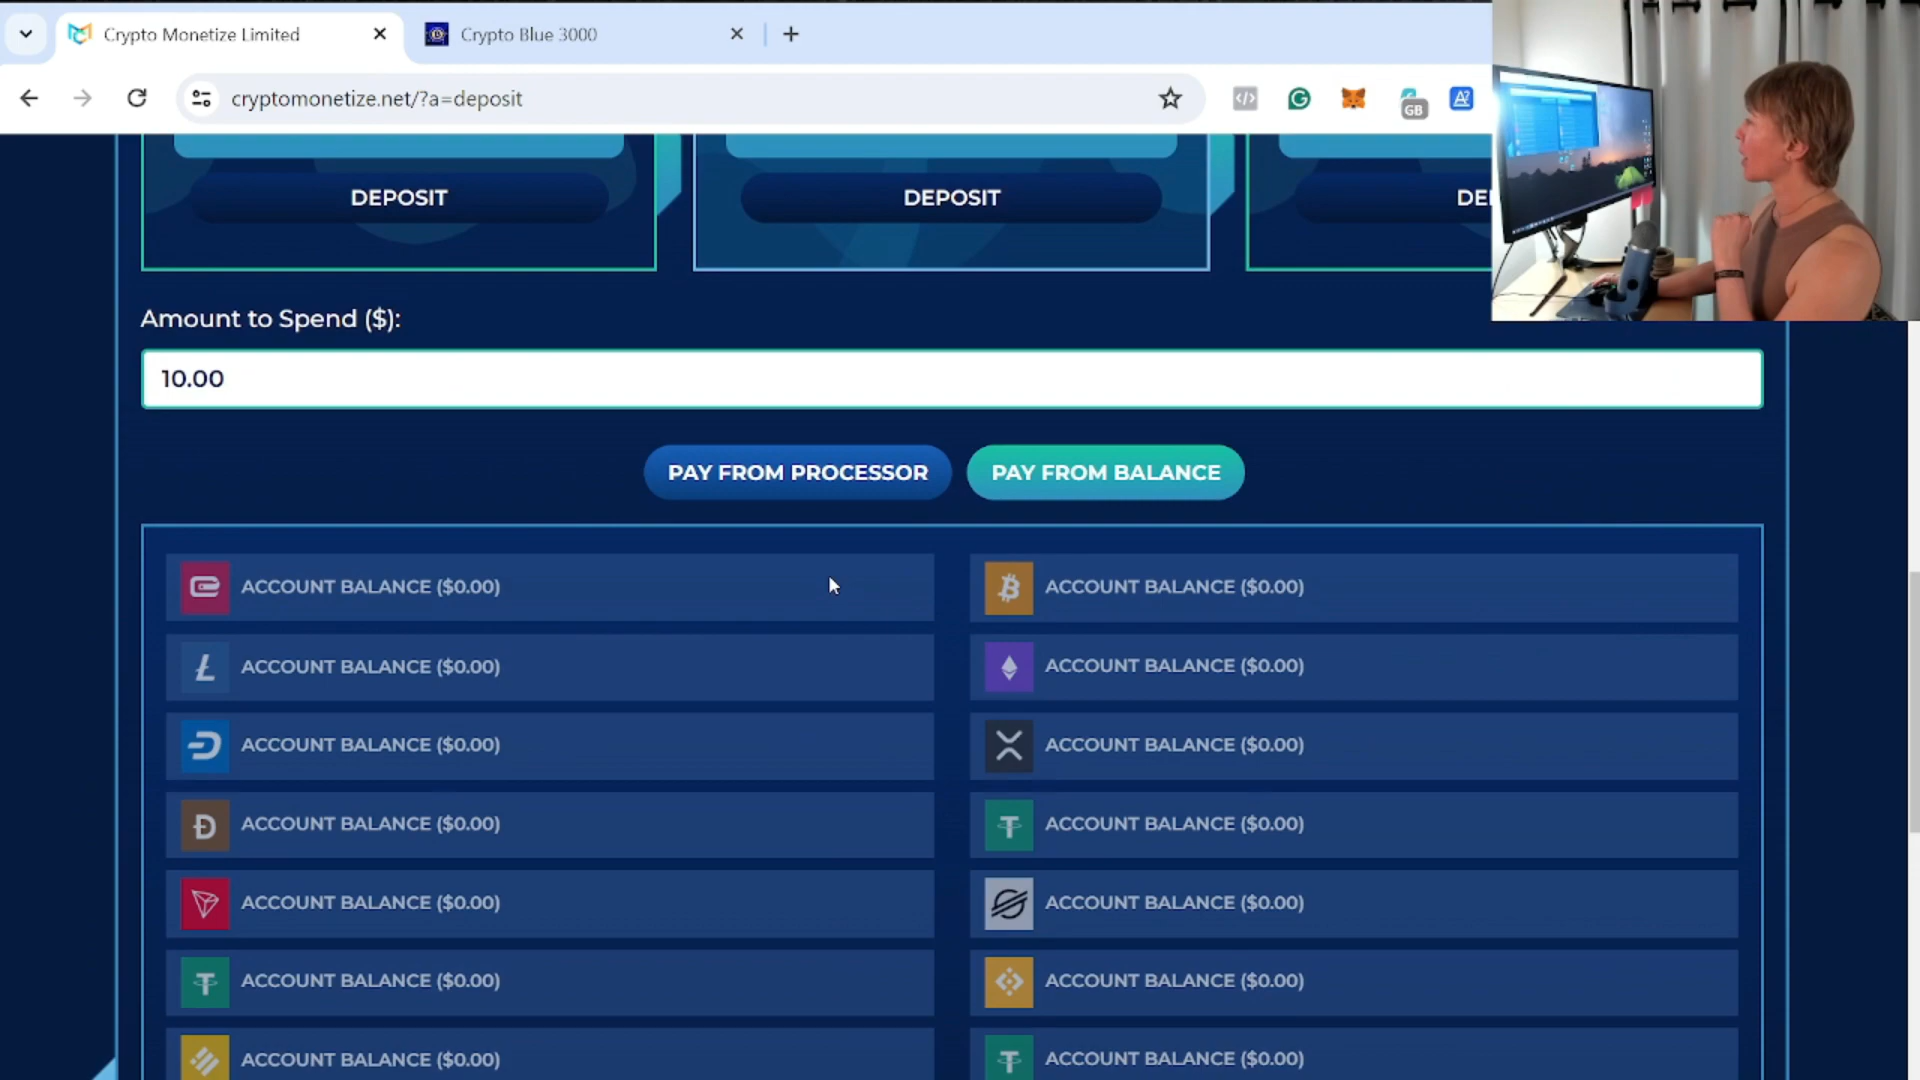 Crypto Monetize Limited
Crypto Blue 3000
cryptomonetize.net/?a=deposit
GB
DEPOSIT
DEPOSIT
DE
Amount to Spend ($):
10.00
PAY FROM PROCESSOR
PAY FROM BALANCE
ACCOUNT BALANCE ($0.00)
ACCOUNT BALANCE ($0.00)
ACCOUNT BALANCE ($0.00)
ACCOUNT BALANCE ($0.00)
ACCOUNT BALANCE ($0.00)
ACCOUNT BALANCE ($0.00)
ACCOUNT BALANCE ($0.00)
ACCOUNT BALANCE ($0.00)
ACCOUNT BALANCE ($0.00)
ACCOUNT BALANCE ($0.00)
ACCOUNT BALANCE ($0.00)
ACCOUNT BALANCE ($0.00)
ACCOUNT BALANCE ($0.00)
ACCOUNT BALANCE ($0.00)